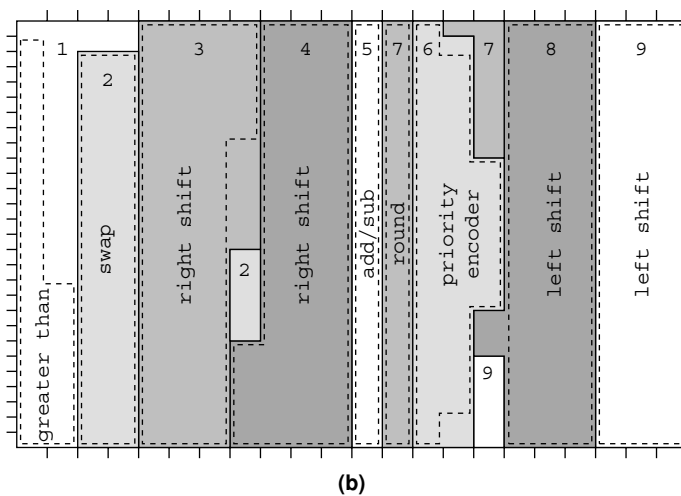 1
2
3
4
5
7
6
7
8
9
2
9
greater than
swap
right shift
right shift
add/sub
round
priority
encoder
left shift
left shift
(b)